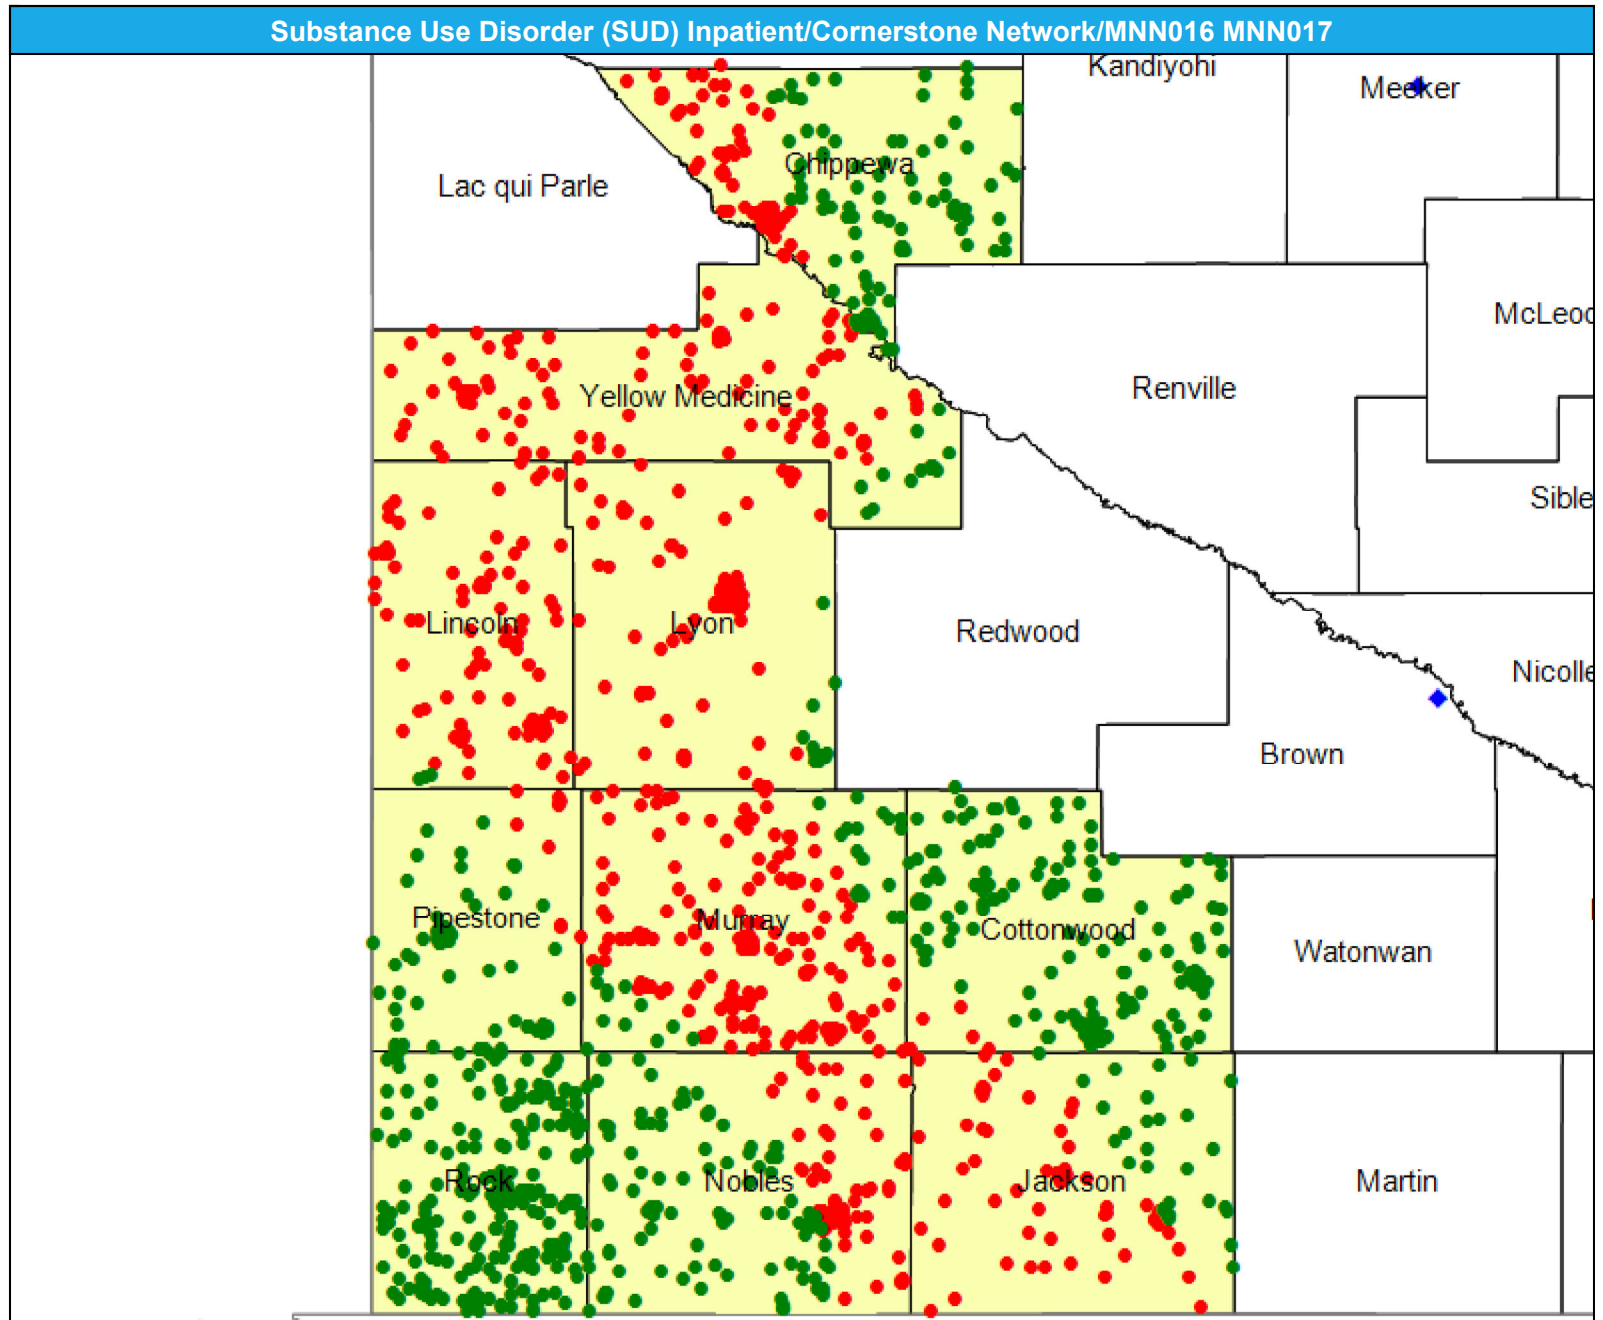 Substance Use Disorder (SUD) Inpatient/Cornerstone Network/MNN016 MNN017
Kandiyohi
Meeker
Chippewa
Lac qui Parle
McLeod
Renville
Yellow Medicine
Sible
Lincoln
Lyon
Redwood
Nicolle
Brown
Pipestone
Murray
Cottonwood
Watonwan
Rock
Nobles
Jackson
Martin